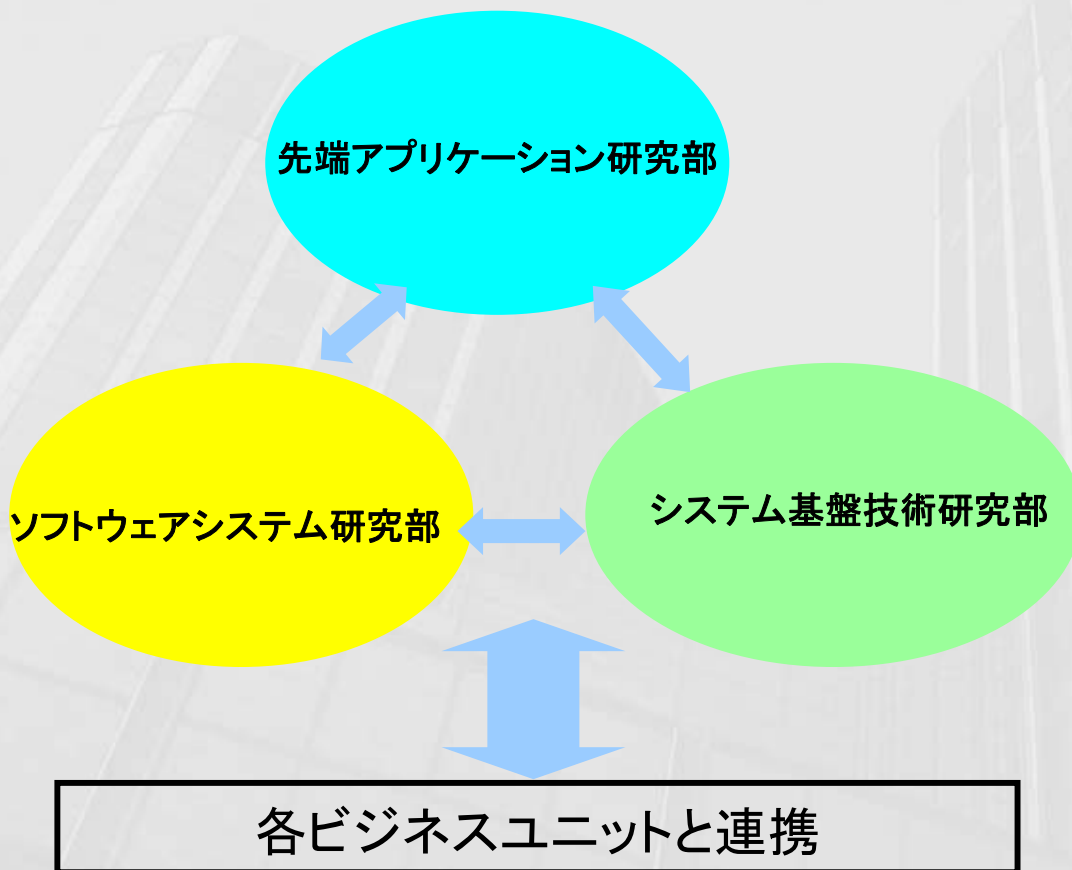 先端アプリケーション研究部
ソフトウェアシステム研究部
システム基盤技術研究部
各ビジネスユニットと連携